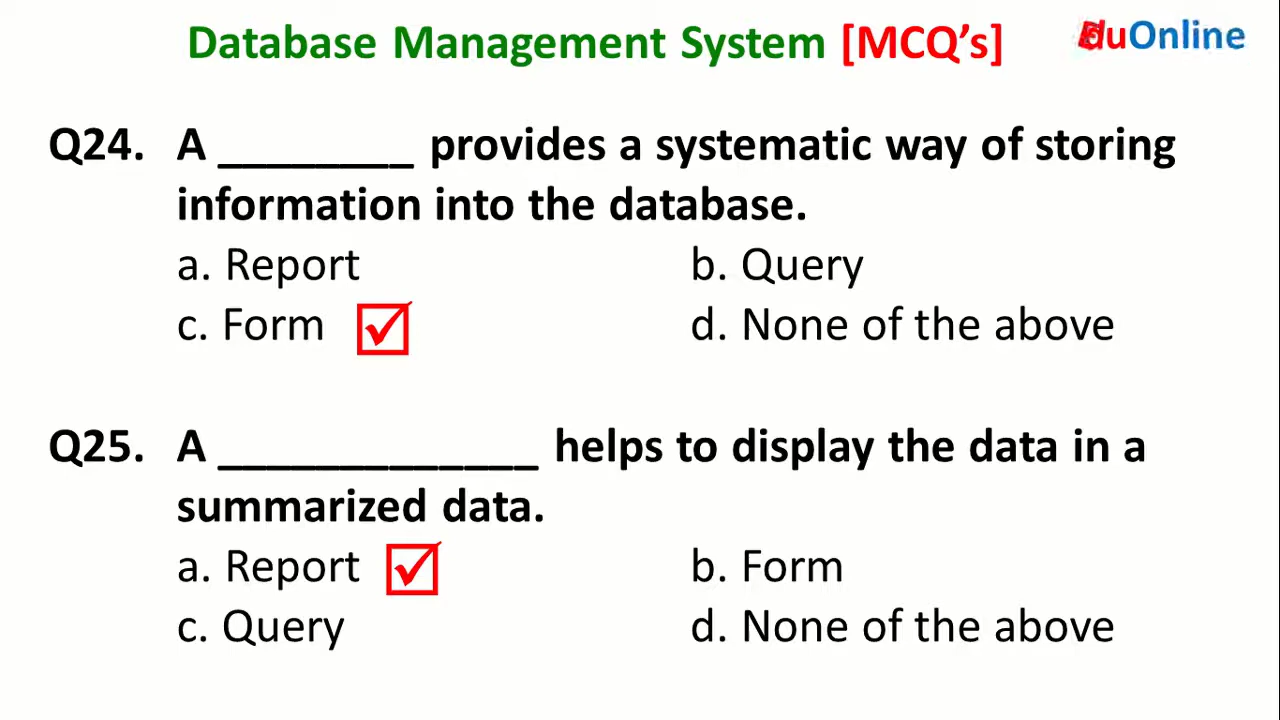 Database Management System [MCQ's]
EduOnline
Q24. A ________ provides a systematic way of storing
information into the database.
a. Report b. Query
c. Form d. None of the above
Q25. A _____________ helps to display the data in a
summarized data.
a. Report b. Form
c. Query d. None of the above